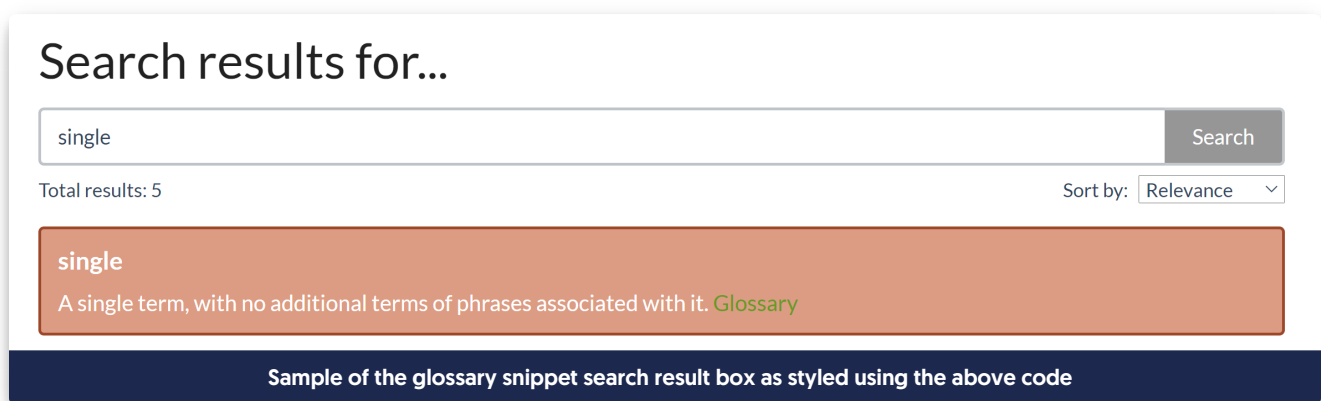 Search results for...
single
Search
Total results: 5
Sort by: Relevance
single
A single term, with no additional terms of phrases associated with it. Glossary
Sample of the glossary snippet search result box as styled using the above code